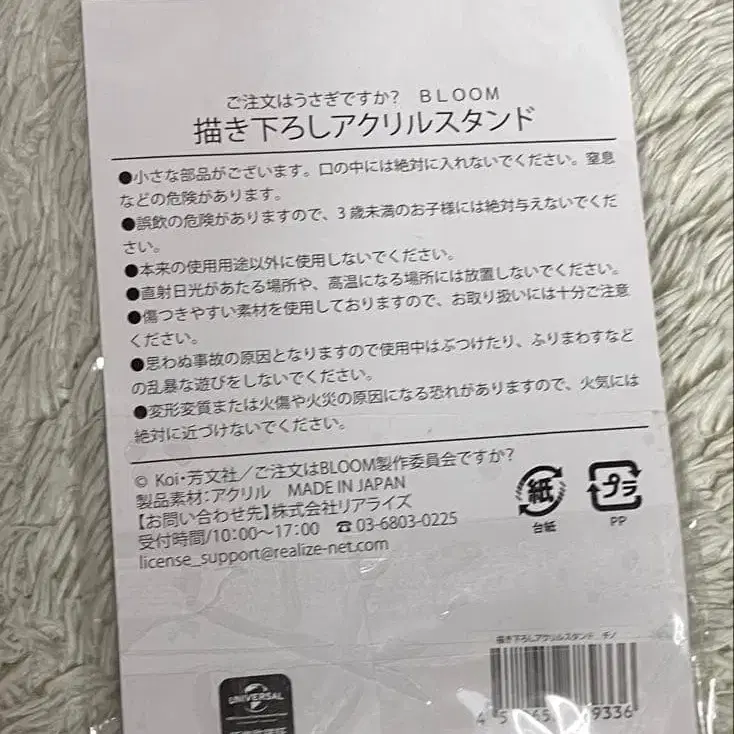 ご注文はうさぎですか? BLOOM
描き下ろしアクリルスタンド
●小さな部品がございます。口の中には絶対に入れないでください。窒息
などの危険があります。
●誤飲の危険がありますので、3歳未満のお子様には絶対与えないでくだ
さい。
●本来の使用用途以外に使用しないでください。
●直射日光があたる場所や、高温になる場所には放置しないでください。
●傷つきやすい素材を使用しておりますので、お取り扱いには十分ご注意
ください。
●思わぬ事故の原因となりますので使用中はぶつけたり、ふりまわすなど
の乱暴な遊びをしないでください。
●変形変質または火傷や火災の原因になる恐れがありますので、火気には
絶対に近づけないでください。
© Koi・芳文社／ご注文はBLOOM製作委員会ですか?
製品素材:アクリル MADE IN JAPAN
【お問い合わせ先】株式会社リアライズ
受付時間/10:00~17:00 ☎03-6803-0225
license_support@realize-net.com
紙
台紙
プラ
PP
描き下ろしアクリルスタンド チノ
9336
UNIVERSAL